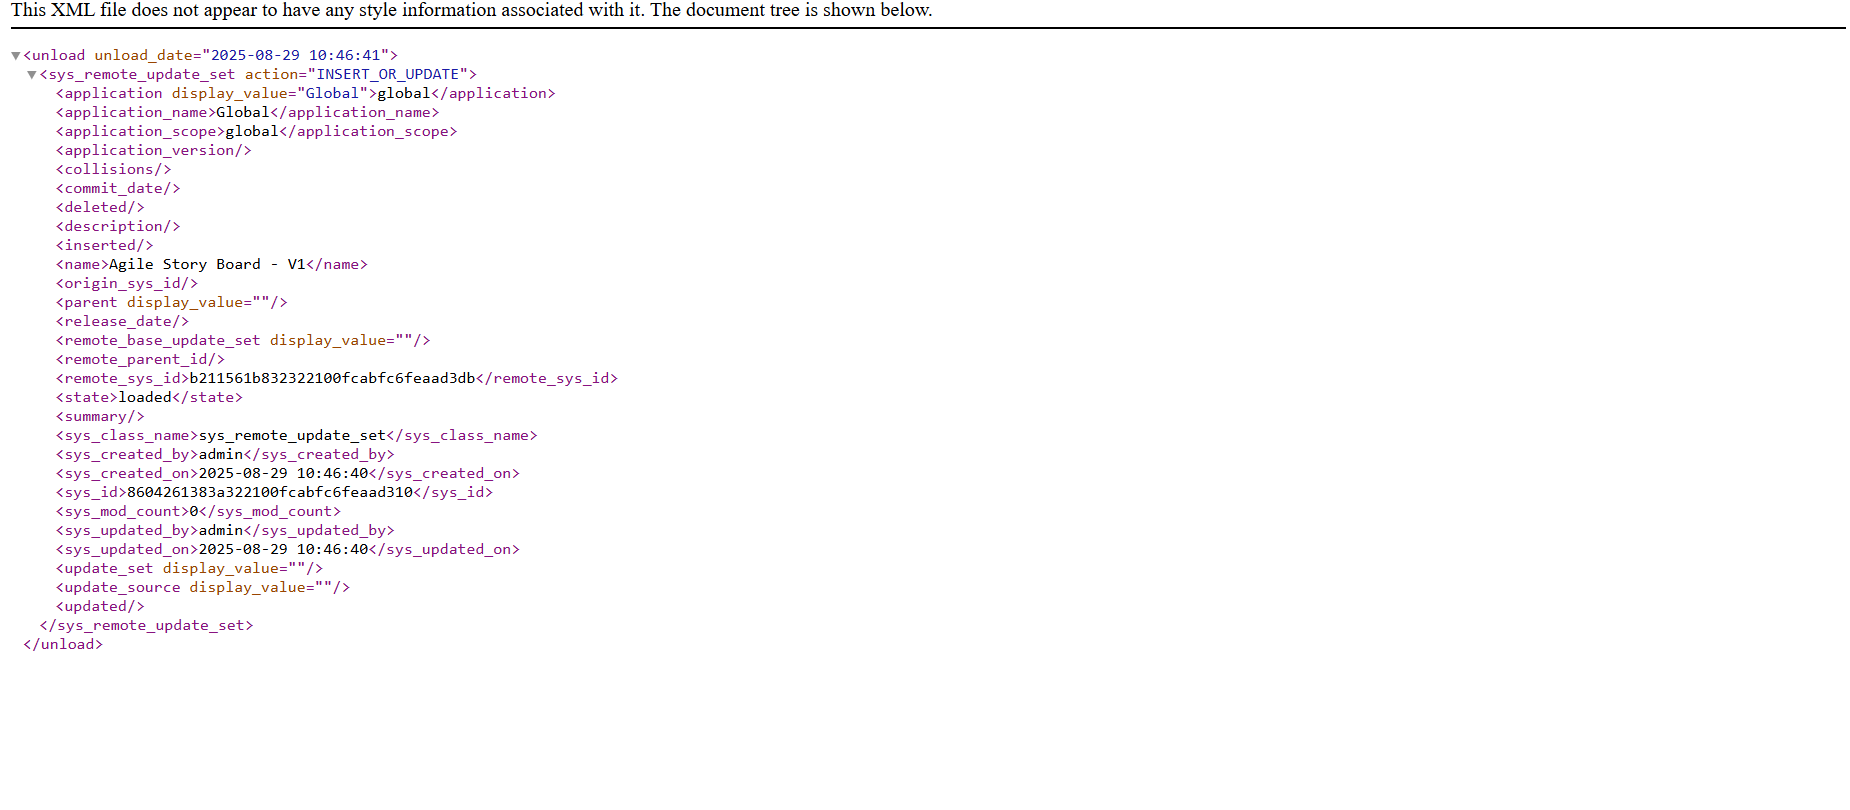 This XML file does not appear to have any style information associated with it. The document tree is shown below.
▼<unload unload_date="2025-08-29 10:46:41">
▼<sys_remote_update_set action="INSERT_OR_UPDATE">
<application display_value="Global">global</application>
<application_name>Global</application_name>
<application_scope>global</application_scope>
<application_version/>
<collisions/>
<commit_date/>
<deleted/>
<description/>
<inserted/>
<name>Agile Story Board - V1</name>
<origin_sys_id/>
<parent display_value=""/>
<release_date/>
<remote_base_update_set display_value=""/>
<remote_parent_id/>
<remote_sys_id>b211561b832322100fcabfc6feaad3db</remote_sys_id>
<state>loaded</state>
<summary/>
<sys_class_name>sys_remote_update_set</sys_class_name>
<sys_created_by>admin</sys_created_by>
<sys_created_on>2025-08-29 10:46:40</sys_created_on>
<sys_id>8604261383a322100fcabfc6feaad310</sys_id>
<sys_mod_count>0</sys_mod_count>
<sys_updated_by>admin</sys_updated_by>
<sys_updated_on>2025-08-29 10:46:40</sys_updated_on>
<update_set display_value=""/>
<update_source display_value=""/>
<updated/>
</sys_remote_update_set>
</unload>